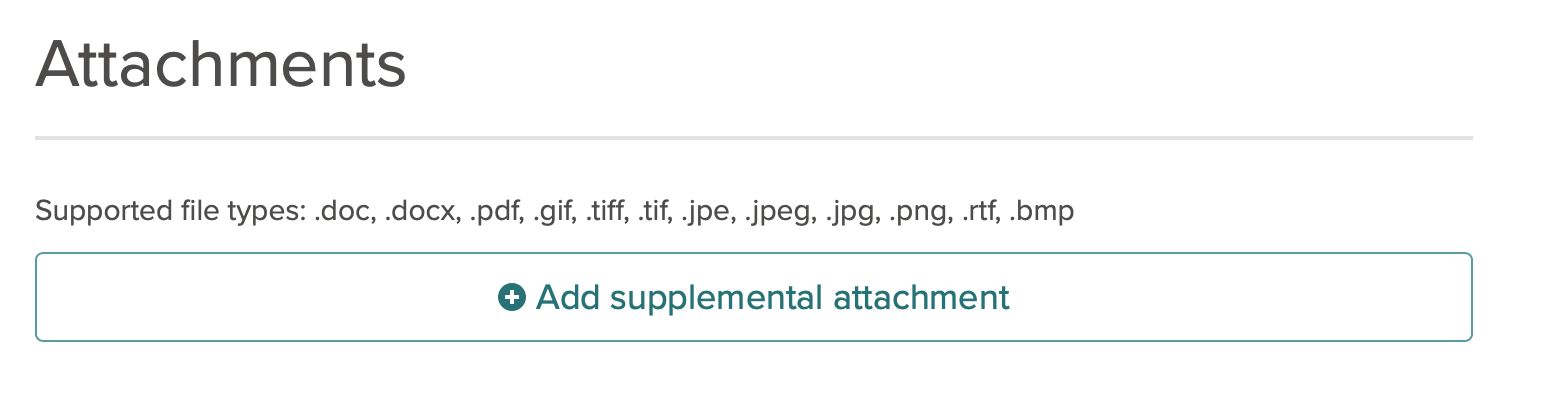 Attachments
Supported file types: .doc, .docx, .pdf, .gif, .tiff, .tif, .jpe, .jpeg, .jpg, .png, .rtf, .bmp
Add supplemental attachment